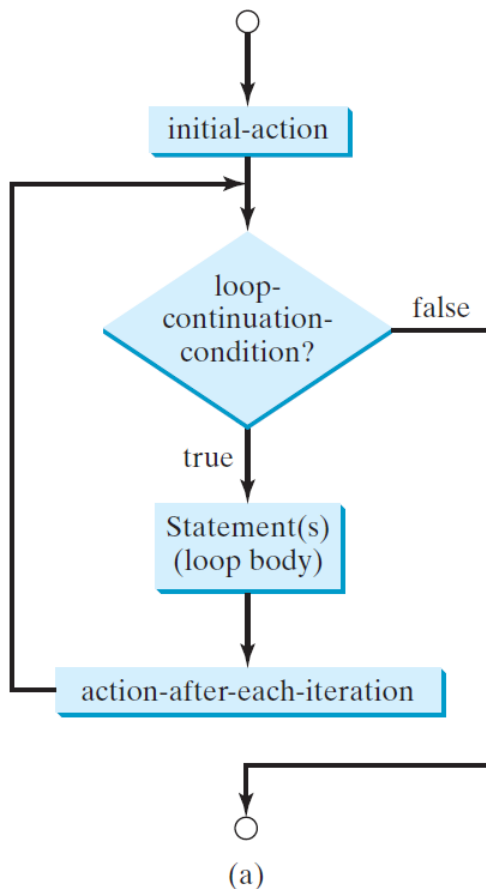 initial-action
loop-
continuation-
condition?
false
true
Statement(s)
(loop body)
action-after-each-iteration
(a)